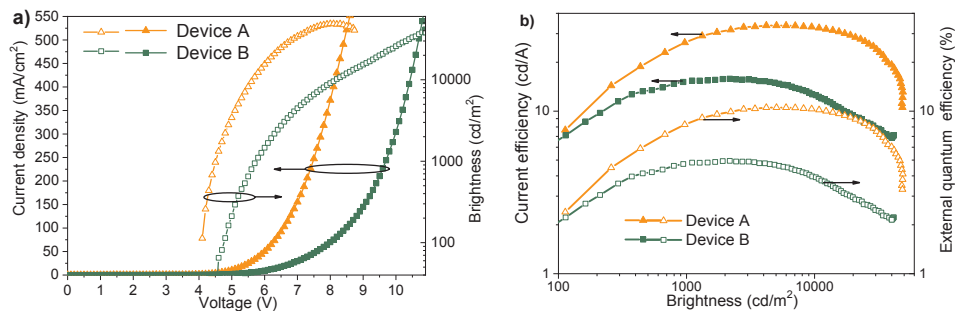 a)
Current density (mA/cm²)
550
500
450
400
350
300
250
200
150
100
50
0
Device A
Device B
10000
1000
100
Brightness (cd/m²)
0 1 2 3 4 5 6 7 8 9 10
Voltage (V)
b)
Current efficiency (cd/A)
10
1
Device A
Device B
10
1
External quantum efficiency (%)
100 1000 10000
Brightness (cd/m²)